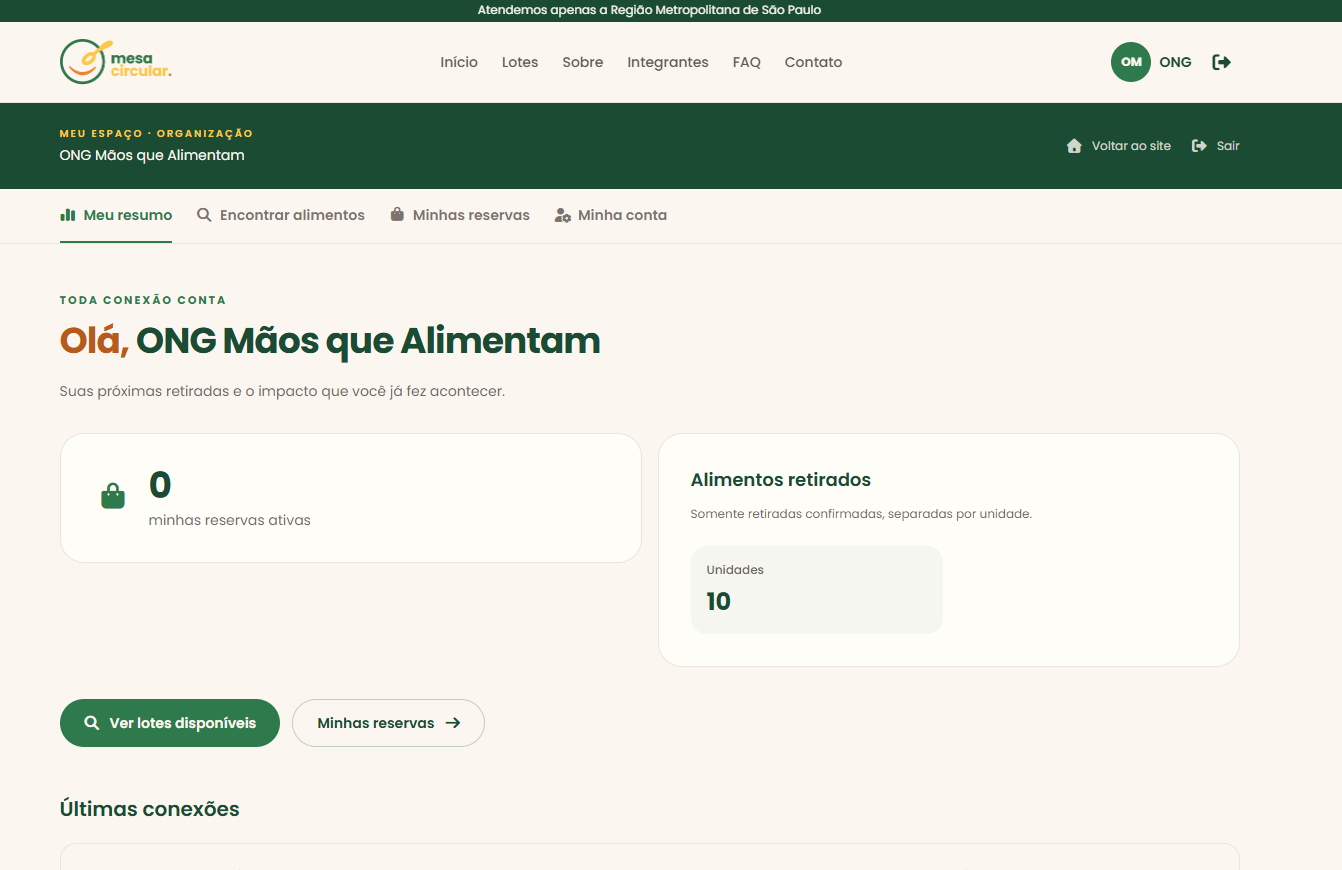 Atendemos apenas a Região Metropolitana de São Paulo
mesa
circular.
Início Lotes Sobre Integrantes FAQ Contato
OM ONG
MEU ESPAÇO · ORGANIZAÇÃO
ONG Mãos que Alimentam
Voltar ao site Sair
Meu resumo Encontrar alimentos Minhas reservas Minha conta
TODA CONEXÃO CONTA
Olá, ONG Mãos que Alimentam
Suas próximas retiradas e o impacto que você já fez acontecer.
0
minhas reservas ativas
Alimentos retirados
Somente retiradas confirmadas, separadas por unidade.
Unidades
10
Ver lotes disponíveis Minhas reservas
Últimas conexões